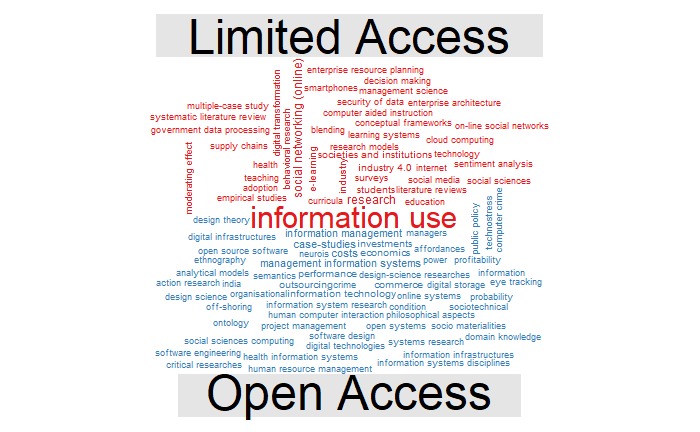 Limited Access
enterprise resource planning
decision making
smartphones
management science
security of data enterprise architecture
multiple-case study
computer aided instruction
systematic literature review
conceptual frameworks on-line social networks
government data processing
blending
learning systems
cloud computing
supply chains
research models
societies and institutions technology
digital transformation
behavioral research
social networking (online)
e-learning
industry
moderating effect
health
industry 4.0 internet sentiment analysis
teaching
surveys
social media social sciences
adoption
students literature reviews
empirical studies
curricula research education
information use
design theory
public policy
technostress
computer crime
digital infrastructures
information management managers
case-studies investments
open source software
neurois costs economics affordances
ethnography
management information systems power profitability
analytical models
semantics performance design-science researches information
action research india
outsourcing crime commerce digital storage eye tracking
design science organisational information technology online systems probability
off-shoring
information system research condition sociotechnical
human computer interaction philosophical aspects
ontology
project management open systems socio materialities
software design
social sciences computing
systems research domain knowledge
digital technologies
software engineering health information systems
information infrastructures
critical researches
human resource management
information systems disciplines
Open Access